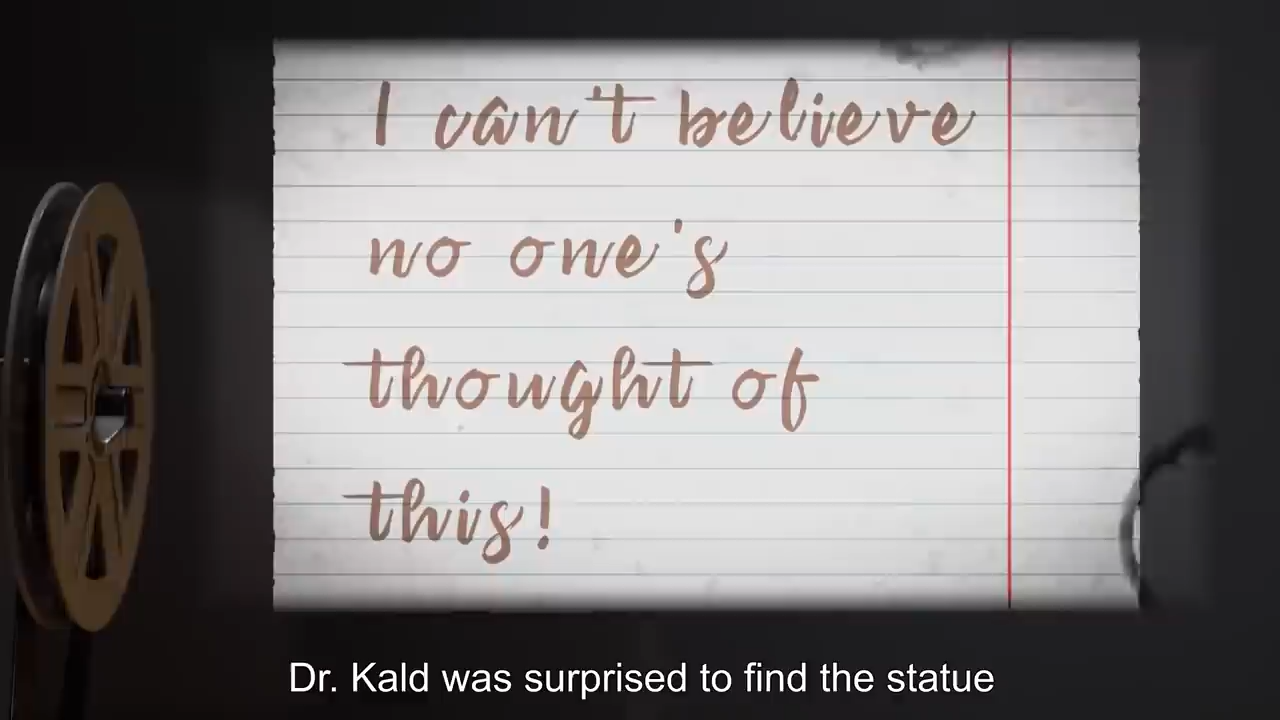 I can't believe
no one's
thought of
this!
Dr. Kald was surprised to find the statue